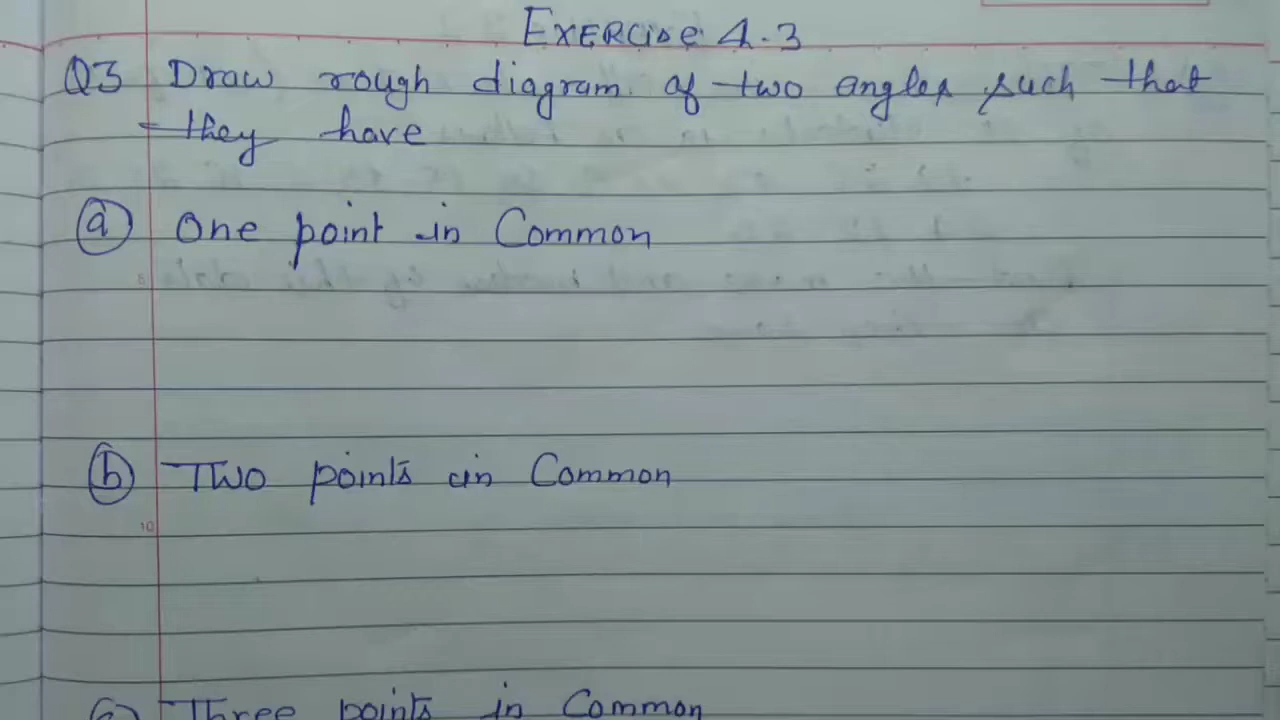 EXERCISE 4.3
Q3 Draw rough diagram of two angles such that
they have
(a) One point in Common
(b) Two points in Common
10
(c) Three points in Common